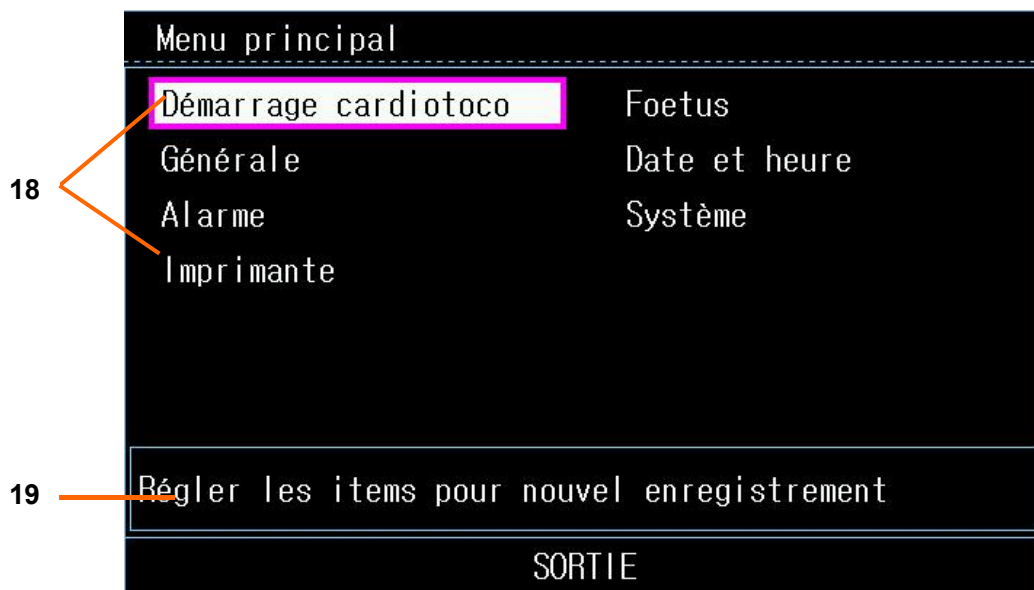 Menu principal
Démarrage cardiotoco
Foetus
Générale
Date et heure
18
Alarme
Système
Imprimante
19
Régler les items pour nouvel enregistrement
SORTIE